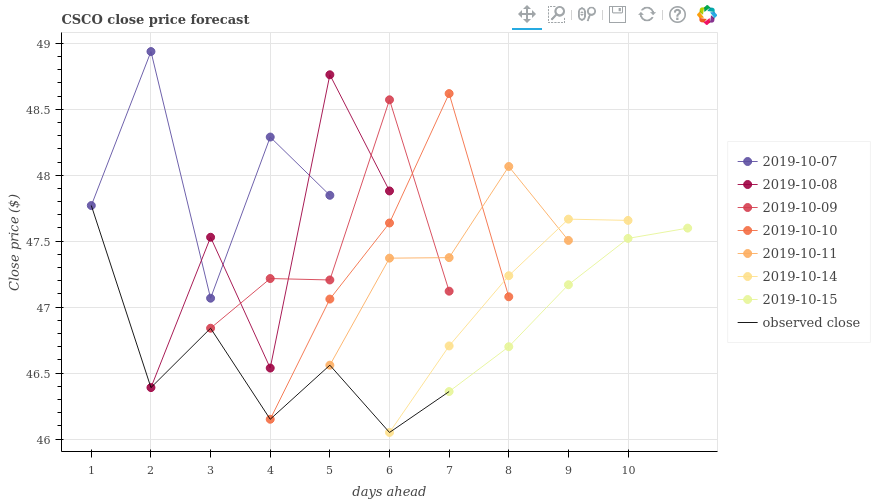 CSCO close price forecast
49
48.5
48
47.5
47
46.5
46
Close price ($)
1 2 3 4 5 6 7 8 9 10
days ahead
2019-10-07
2019-10-08
2019-10-09
2019-10-10
2019-10-11
2019-10-14
2019-10-15
observed close